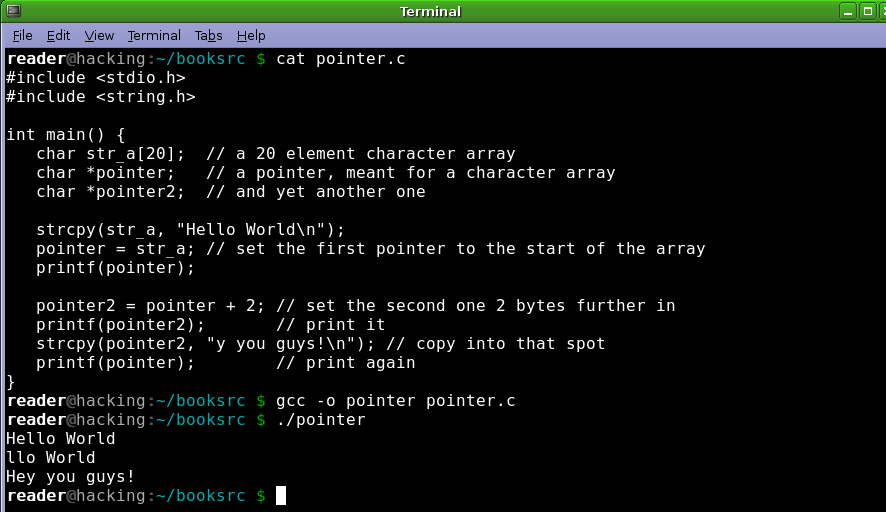 Terminal
File Edit View Terminal Tabs Help
reader@hacking:~/booksrc $ cat pointer.c
#include <stdio.h>
#include <string.h>

int main() {
   char str_a[20];  // a 20 element character array
   char *pointer;   // a pointer, meant for a character array
   char *pointer2;  // and yet another one

   strcpy(str_a, "Hello World\n");
   pointer = str_a; // set the first pointer to the start of the array
   printf(pointer);

   pointer2 = pointer + 2; // set the second one 2 bytes further in
   printf(pointer2);       // print it
   strcpy(pointer2, "y you guys!\n"); // copy into that spot
   printf(pointer);        // print again
}
reader@hacking:~/booksrc $ gcc -o pointer pointer.c
reader@hacking:~/booksrc $ ./pointer
Hello World
llo World
Hey you guys!
reader@hacking:~/booksrc $